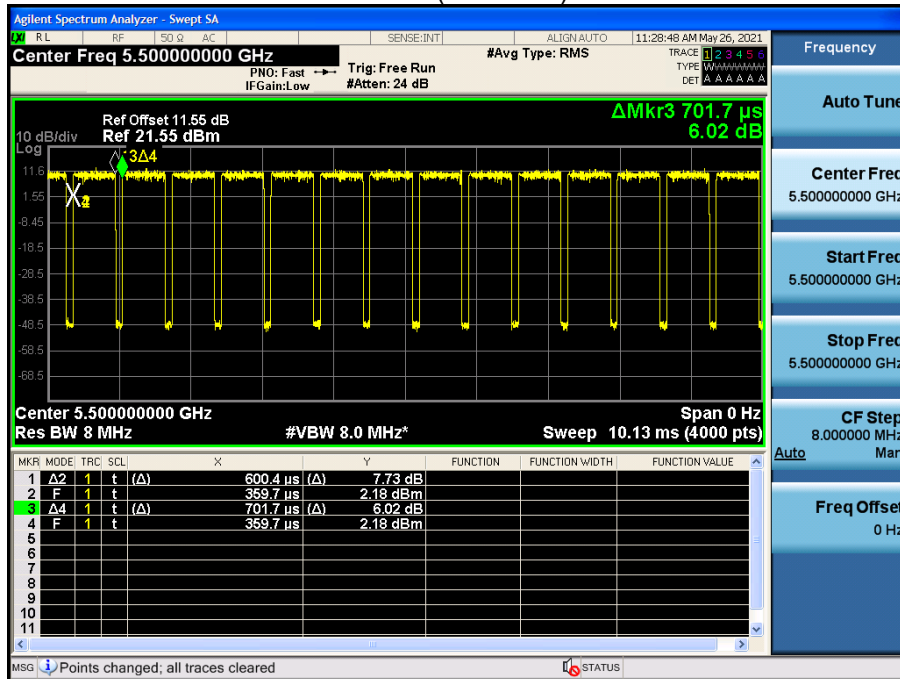 Agilent Spectrum Analyzer - Swept SA
LXI RL RF 50 Ω AC SENSE:INT ALIGN AUTO 11:28:48 AM May 26, 2021
Center Freq 5.500000000 GHz
PNO: Fast
IFGain:Low
Trig: Free Run
#Atten: 24 dB
#Avg Type: RMS
TRACE 1 2 3 4 5 6
TYPE WWWWWW
DET A A A A A A
Frequency
Auto Tune
Center Freq
5.500000000 GHz
Start Freq
5.500000000 GHz
Stop Freq
5.500000000 GHz
CF Step
8.000000 MHz
Auto Man
Freq Offset
0 Hz
ΔMkr3 701.7 µs
6.02 dB
Ref Offset 11.55 dB
10 dB/div Ref 21.55 dBm
Log
3Δ4
11.6
1.55
-8.45
-18.5
-28.5
-38.5
-48.5
-58.5
-68.5
Center 5.500000000 GHz Span 0 Hz
Res BW 8 MHz #VBW 8.0 MHz* Sweep 10.13 ms (4000 pts)
MKR MODE TRC SCL X Y FUNCTION FUNCTION WIDTH FUNCTION VALUE
1 Δ2 1 t (Δ) 600.4 µs (Δ) 7.73 dB
2 F 1 t 359.7 µs 2.18 dBm
3 Δ4 1 t (Δ) 701.7 µs (Δ) 6.02 dB
4 F 1 t 359.7 µs 2.18 dBm
5
6
7
8
9
10
11
MSG Points changed; all traces cleared STATUS